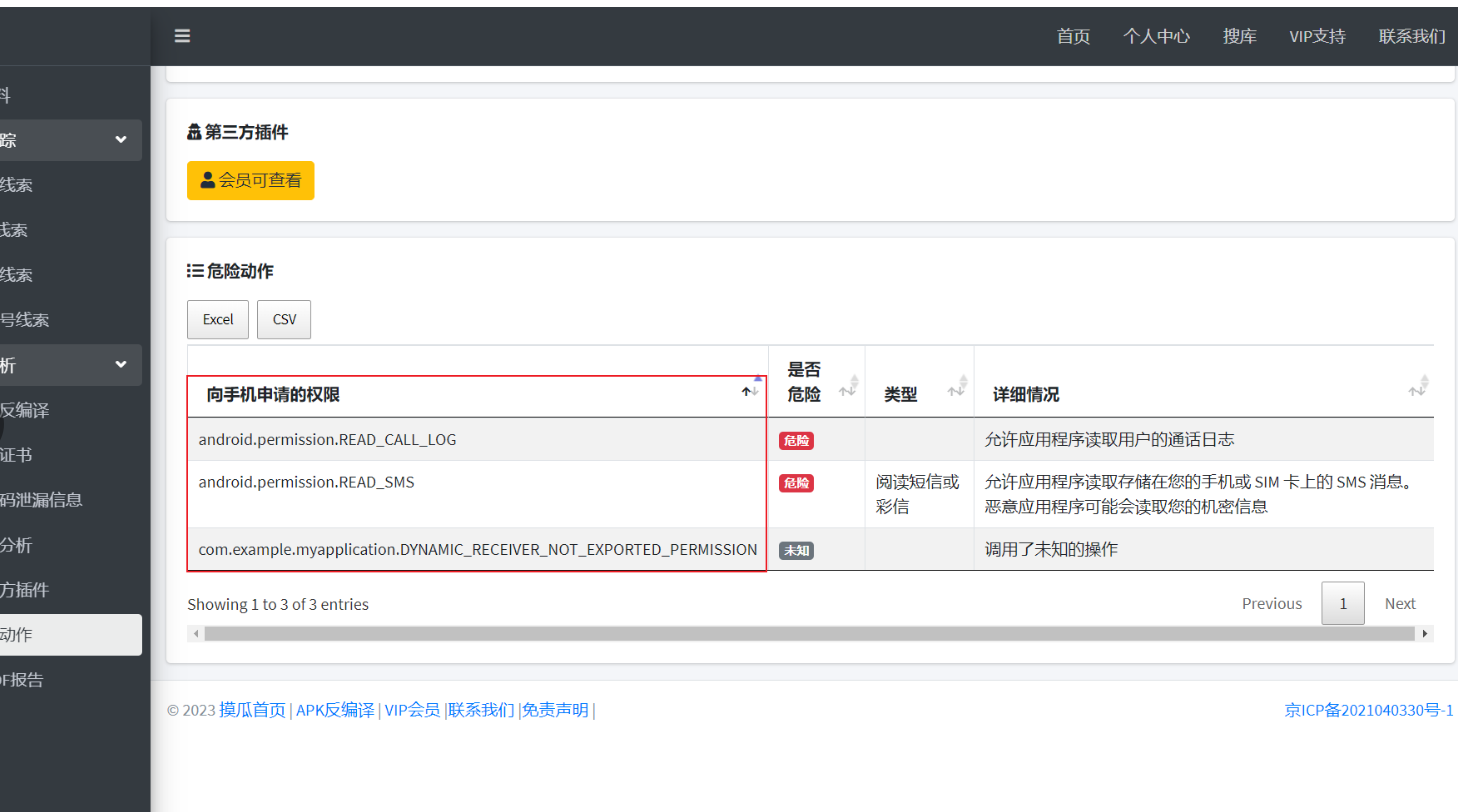 首页 个人中心 搜库 VIP支持 联系我们
料
踪
线索
线索
线索
号线索
析
反编译
证书
码泄漏信息
分析
方插件
动作
DF报告
第三方插件
会员可查看
危险动作
Excel CSV
向手机申请的权限 是否危险 类型 详细情况
android.permission.READ_CALL_LOG 危险 允许应用程序读取用户的通话日志
android.permission.READ_SMS 危险 阅读短信或彩信 允许应用程序读取存储在您的手机或 SIM 卡上的 SMS 消息。
恶意应用程序可能会读取您的机密信息
com.example.myapplication.DYNAMIC_RECEIVER_NOT_EXPORTED_PERMISSION 未知 调用了未知的操作
Showing 1 to 3 of 3 entries Previous 1 Next
© 2023 摸瓜首页 | APK反编译 | VIP会员 |联系我们 |免责声明 | 京ICP备2021040330号-1